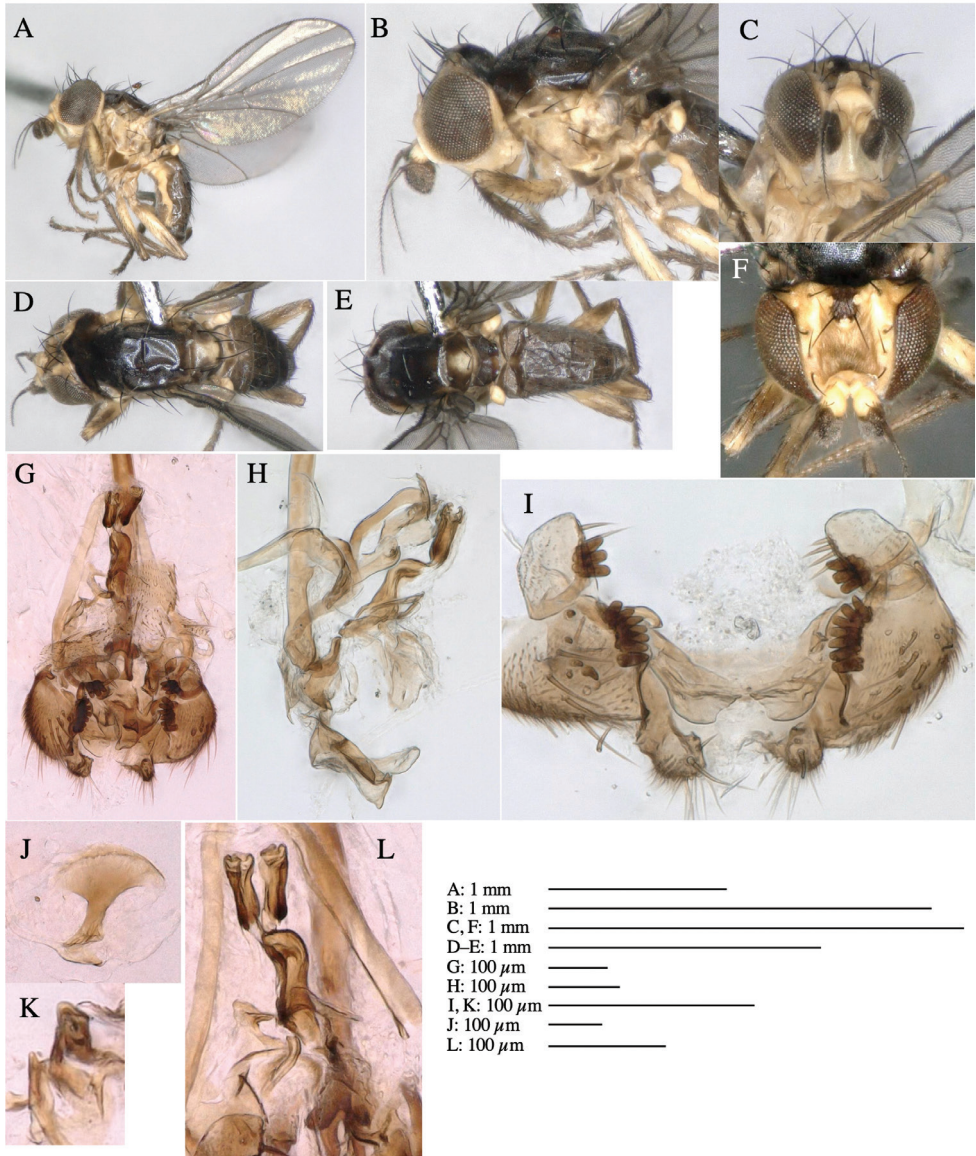 A
B
C
D
E
F
G
H
I
J
L
K
A: 1 mm
B: 1 mm
C, F: 1 mm
D–E: 1 mm
G: 100 µm
H: 100 µm
I, K: 100 µm
J: 100 µm
L: 100 µm